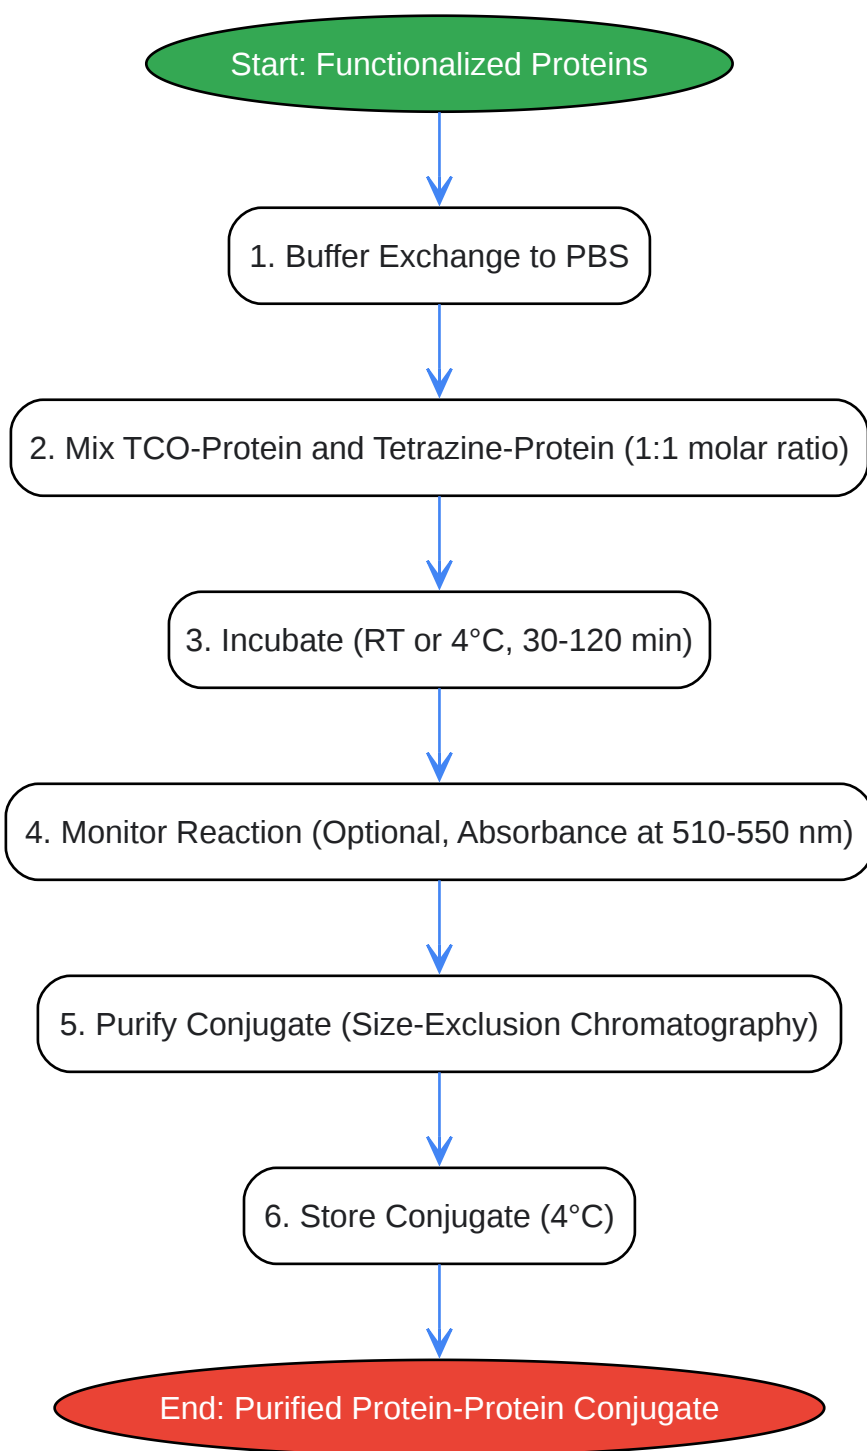 Start: Functionalized Proteins
1. Buffer Exchange to PBS
2. Mix TCO-Protein and Tetrazine-Protein (1:1 molar ratio)
3. Incubate (RT or 4°C, 30-120 min)
4. Monitor Reaction (Optional, Absorbance at 510-550 nm)
5. Purify Conjugate (Size-Exclusion Chromatography)
6. Store Conjugate (4°C)
End: Purified Protein-Protein Conjugate